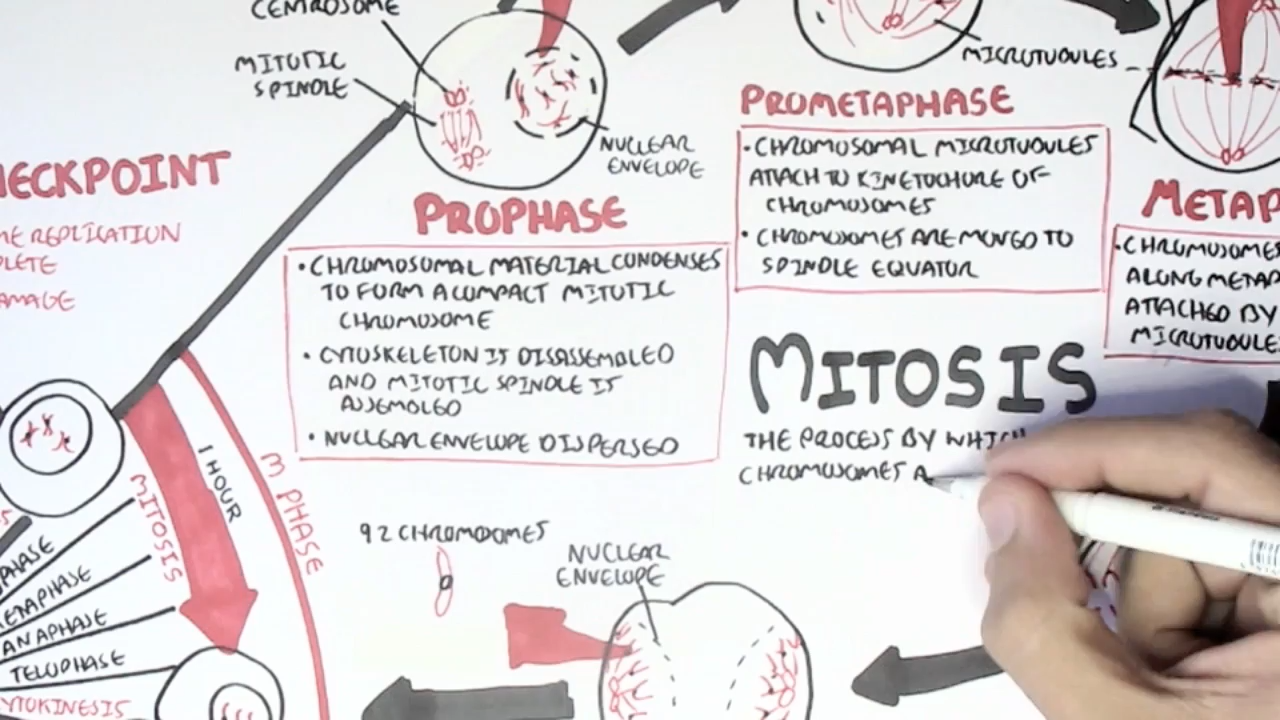 CENTROSOME
MITOTIC
SPINDLE
NUCLEAR
ENVELOPE
MICROTUBULES
PROMETAPHASE
• CHROMOSOMAL MICROTUBULES
ATTACH TO KINETOCHORE OF
CHROMOSOMES
• CHROMOSOMES ARE MOVED TO
SPINDLE EQUATOR
METAP
• CHROMOSOMES
ALONG METAP
ATTACHED BY
MICROTUBULE
HECKPOINT
ME REPLICATION
PLETE
AMAGE
PROPHASE
• CHROMOSOMAL MATERIAL CONDENSES
TO FORM A COMPACT MITOTIC
CHROMOSOME
• CYTOSKELETON IS DISASSEMBLED
AND MITOTIC SPINDLE IS
ASSEMBLED
• NUCLEAR ENVELOPE DISPERSED
MITOSIS
THE PROCESS BY WHICH
CHROMOSOMES A
1 HOUR
M PHASE
MITOSIS
PHASE
ETAPHASE
ANAPHASE
TELOPHASE
CYTOKINESIS
92 CHROMOSOMES
NUCLEAR
ENVELOPE